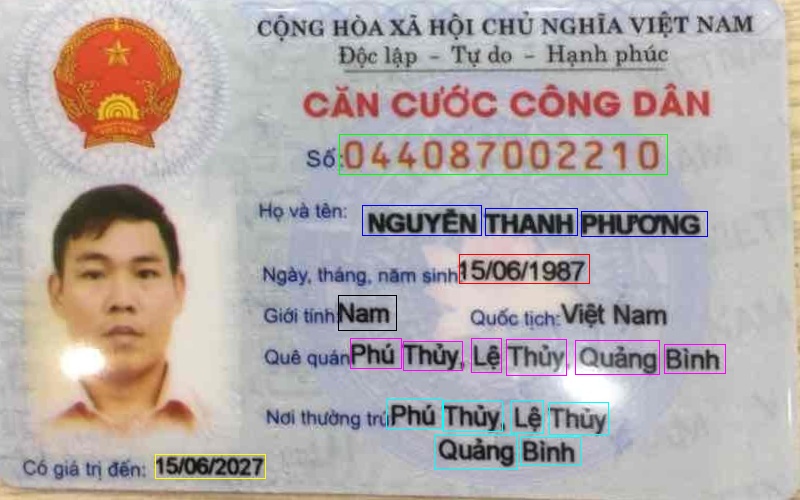 CỘNG HÒA XÃ HỘI CHỦ NGHĨA VIỆT NAM
Độc lập - Tự do - Hạnh phúc
CĂN CƯỚC CÔNG DÂN
Số: 044087002210
Họ và tên: NGUYỄN THANH PHƯƠNG
Ngày, tháng, năm sinh: 15/06/1987
Giới tính: Nam Quốc tịch: Việt Nam
Quê quán: Phú Thủy, Lệ Thủy, Quảng Bình
Nơi thường trú: Phú Thủy, Lệ Thủy
Quảng Bình
Có giá trị đến: 15/06/2027